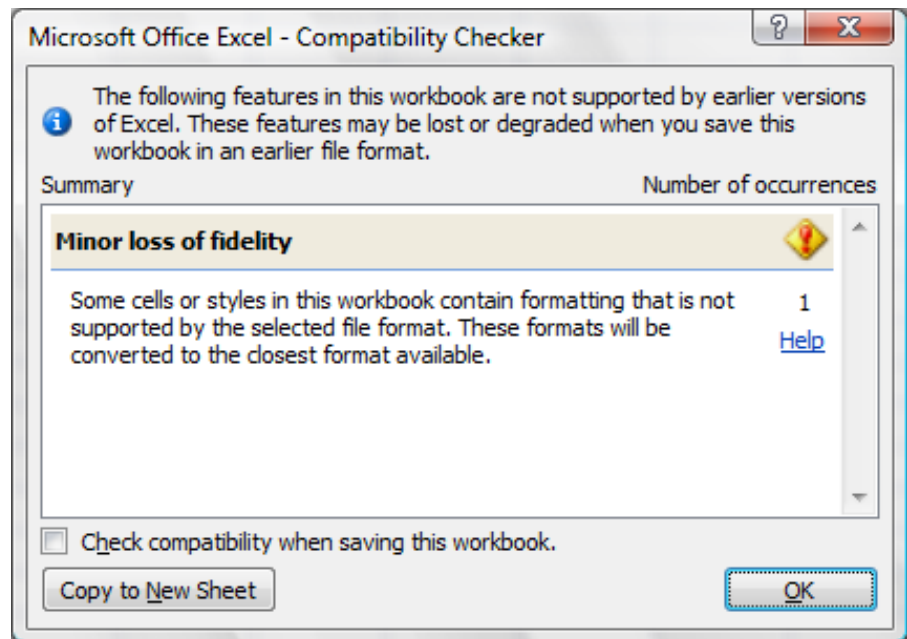 Microsoft Office Excel - Compatibility Checker
The following features in this workbook are not supported by earlier versions
of Excel. These features may be lost or degraded when you save this
workbook in an earlier file format.
Summary Number of occurrences
Minor loss of fidelity
Some cells or styles in this workbook contain formatting that is not 1
supported by the selected file format. These formats will be
converted to the closest format available. Help
Check compatibility when saving this workbook.
Copy to New Sheet OK